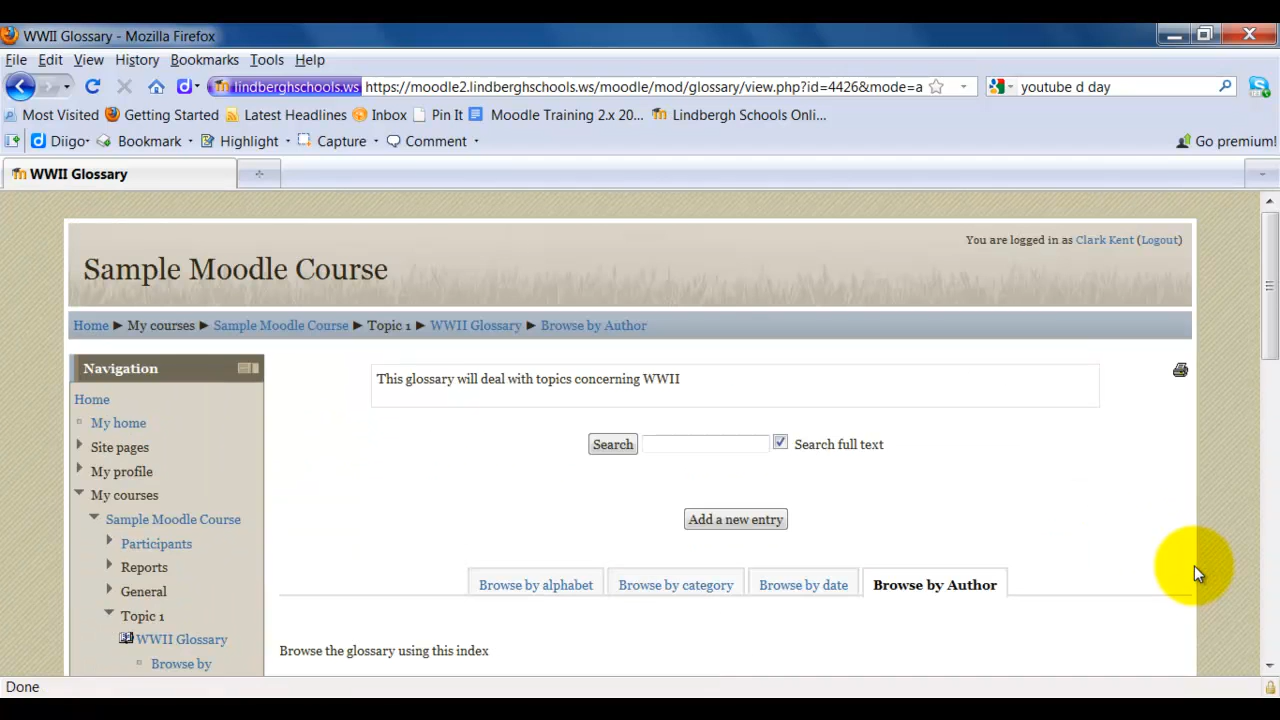 WWII Glossary - Mozilla Firefox
File Edit View History Bookmarks Tools Help
lindberghschools.ws https://moodle2.lindberghschools.ws/moodle/mod/glossary/view.php?id=4426&mode=a youtube d day
Most Visited Getting Started Latest Headlines Inbox Pin It Moodle Training 2.x 20... Lindbergh Schools Onli...
Diigo Bookmark Highlight Capture Comment Go premium!
WWII Glossary
You are logged in as Clark Kent (Logout)
Sample Moodle Course
Home ► My courses ► Sample Moodle Course ► Topic 1 ► WWII Glossary ► Browse by Author
Navigation
Home
My home
Site pages
My profile
My courses
Sample Moodle Course
Participants
Reports
General
Topic 1
WWII Glossary
Browse by
This glossary will deal with topics concerning WWII
Search Search full text
Add a new entry
Browse by alphabet Browse by category Browse by date Browse by Author
Browse the glossary using this index
Done